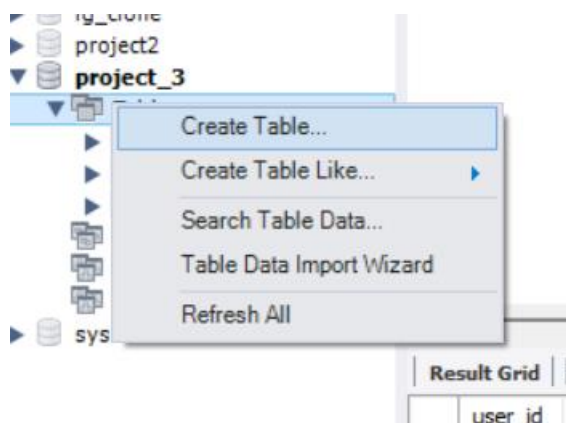 project2
project_3
Create Table...
Create Table Like...
Search Table Data...
Table Data Import Wizard
Refresh All
sys
Result Grid
user_id